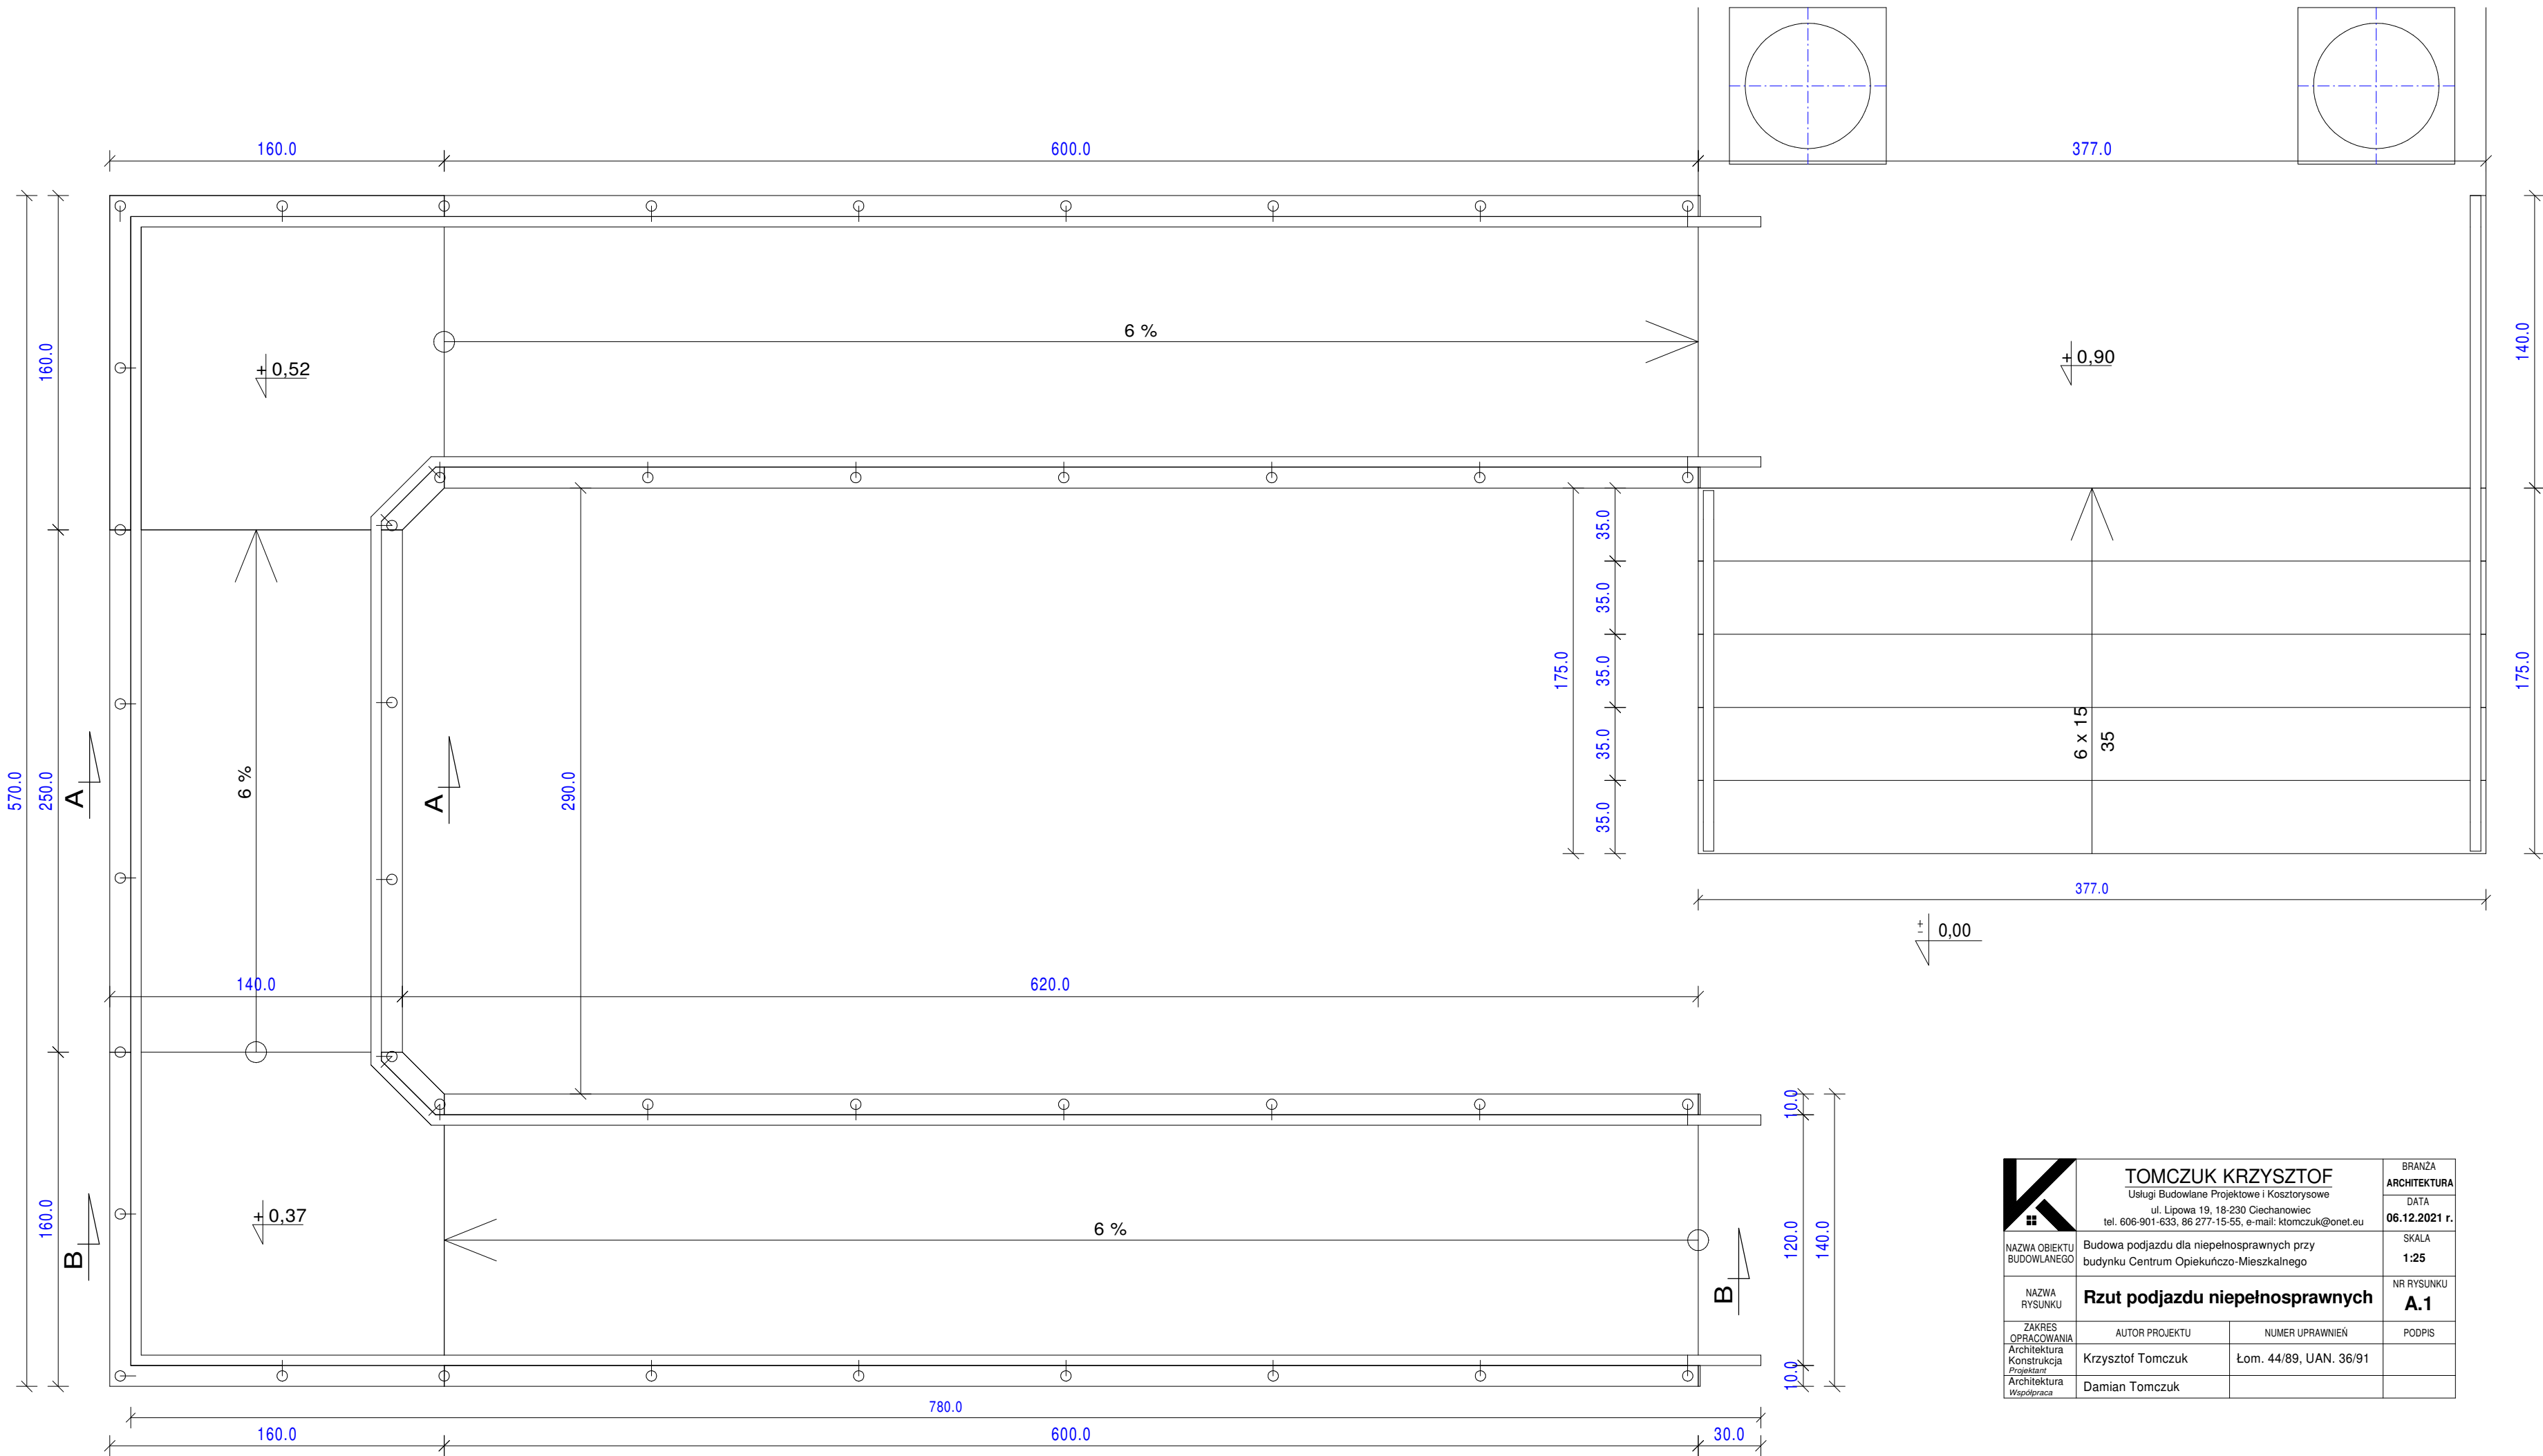 160.0
600.0
377.0
6 %
+ 0,52
+ 0,90
160.0
140.0
35.0
35.0
35.0
35.0
35.0
175.0
175.0
6 x 15
35
570.0
250.0
A
6 %
A
290.0
377.0
+
-
0,00
140.0
620.0
10.0
120.0
140.0
10.0
160.0
B
+ 0,37
6 %
B
780.0
160.0
600.0
30.0
TOMCZUK KRZYSZTOF
Usługi Budowlane Projektowe i Kosztorysowe
ul. Lipowa 19, 18-230 Ciechanowiec
tel. 606-901-633, 86 277-15-55, e-mail: ktomczuk@onet.eu
BRANŻA
ARCHITEKTURA
DATA
06.12.2021 r.
NAZWA OBIEKTU
BUDOWLANEGO
Budowa podjazdu dla niepełnosprawnych przy
budynku Centrum Opiekuńczo-Mieszkalnego
SKALA
1:25
NAZWA
RYSUNKU
Rzut podjazdu niepełnosprawnych
NR RYSUNKU
A.1
ZAKRES
OPRACOWANIA
AUTOR PROJEKTU
NUMER UPRAWNIEŃ
PODPIS
Architektura
Konstrukcja
Projektant
Krzysztof Tomczuk
Łom. 44/89, UAN. 36/91
Architektura
Współpraca
Damian Tomczuk